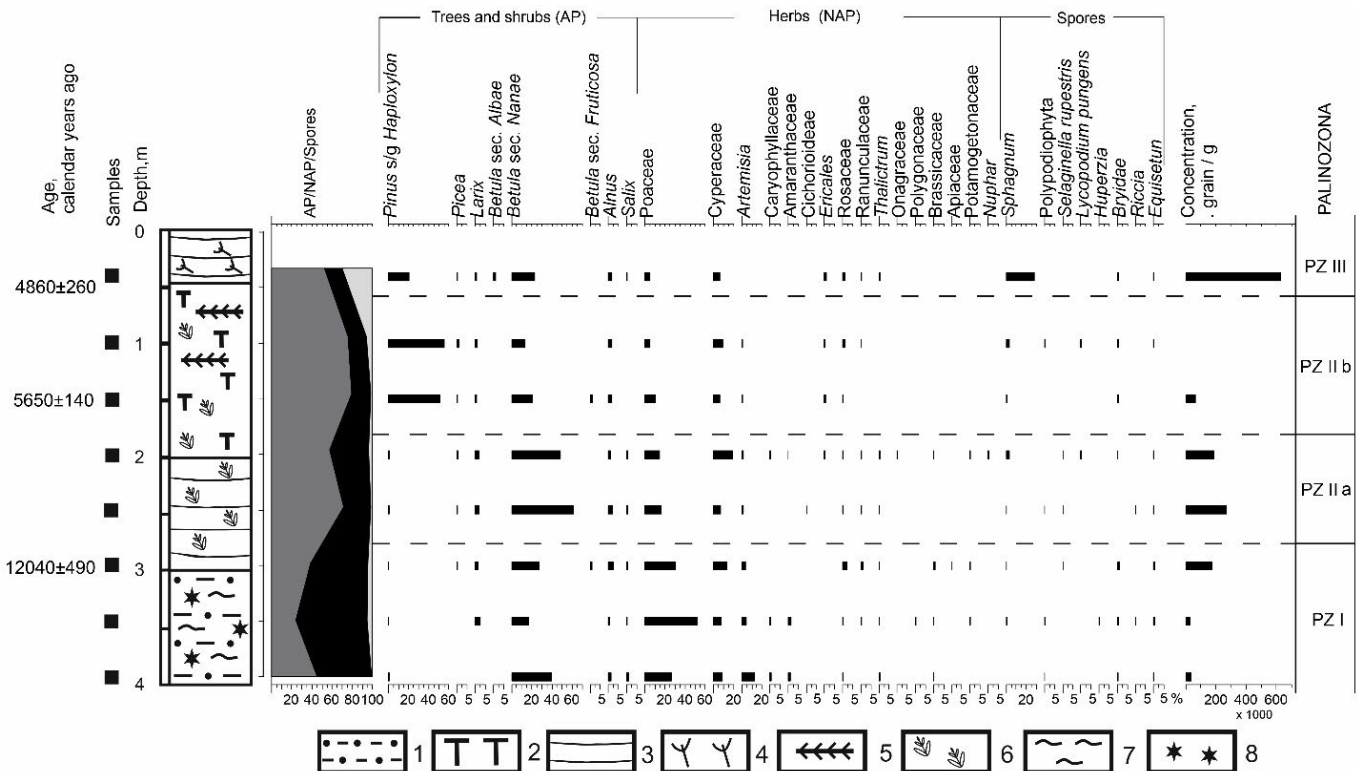 Trees and shrubs (AP)
Herbs (NAP)
Spores
Age,
calendar years ago
Samples
Depth,m
AP/NAP/Spores
Pinus s/g Haploxylon
Picea
Larix
Betula sec. Albae
Betula sec. Nanae
Betula sec. Fruticosa
Alnus
Salix
Poaceae
Cyperaceae
Artemisia
Caryophyllaceae
Amaranthaceae
Cichorioideae
Ericales
Rosaceae
Ranunculaceae
Thalictrum
Onagraceae
Polygonaceae
Brassicaceae
Apiaceae
Potamogetonaceae
Nuphar
Sphagnum
Polypodiophyta
Selaginella rupestris
Lycopodium pungens
Huperzia
Bryidae
Riccia
Equisetun
Concentration,
. grain / g
PALINOZONA
0
PZ III
4860±260
1
PZ II b
5650±140
2
PZ II a
12040±490
3
PZ I
4
20 40 60 80100
20 40 60 5 5 5 20 40 60 5 5 5 20 40 60 20 20 5 5 5 5 5 5 5 5 5 5 5 5 5 20 5 5 5 5 5 5 5 %
200 400 600
x 1000
1 2 3 4 5 6 7 8